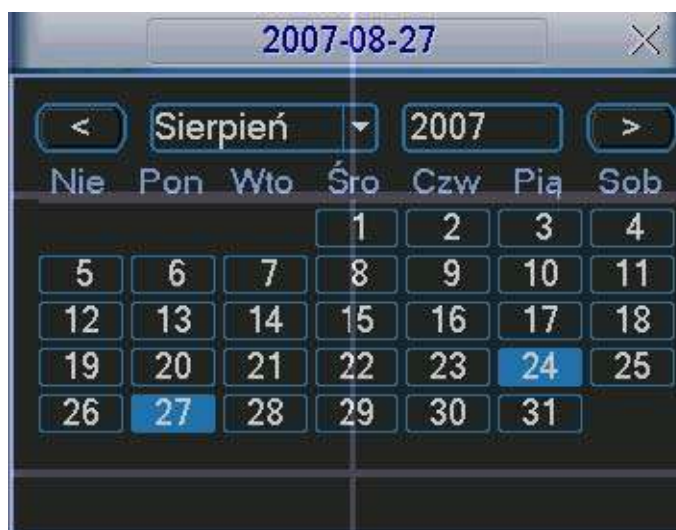 2007-08-27
< Sierpień 2007 >
Nie Pon Wto Śro Czw Pią Sob
1 2 3 4
5 6 7 8 9 10 11
12 13 14 15 16 17 18
19 20 21 22 23 24 25
26 27 28 29 30 31